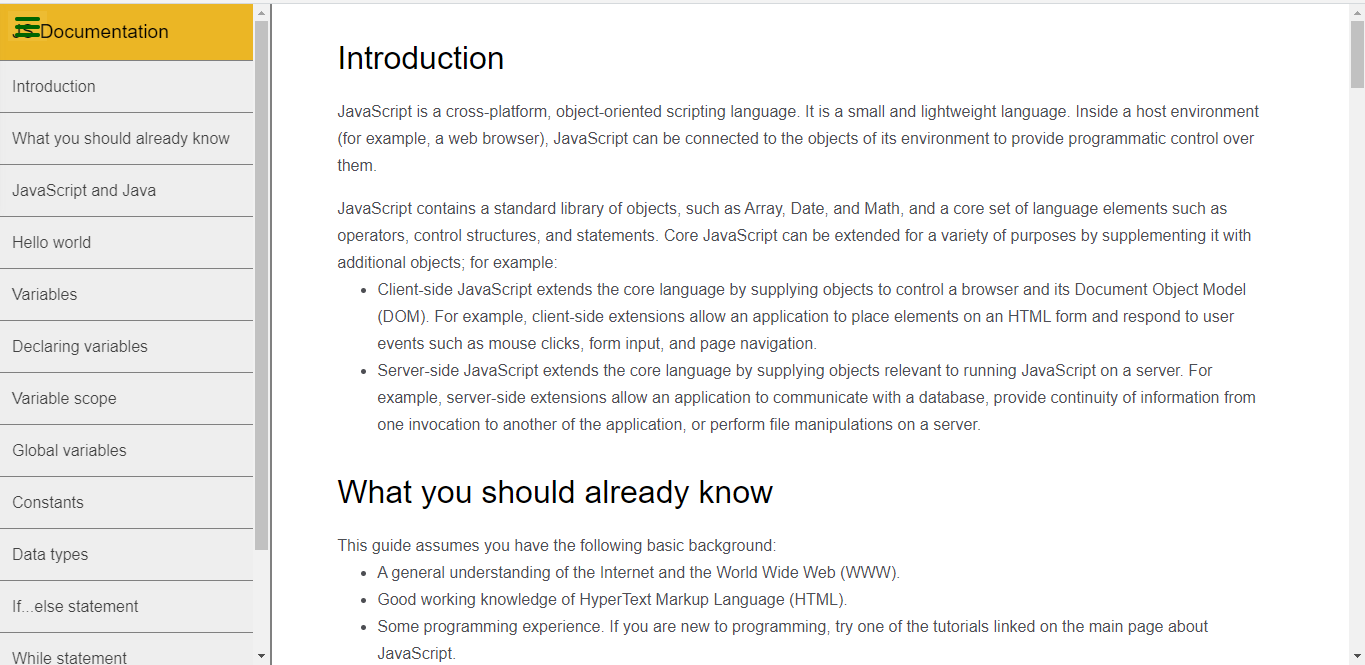 JS Documentation
Introduction
What you should already know
JavaScript and Java
Hello world
Variables
Declaring variables
Variable scope
Global variables
Constants
Data types
If...else statement
While statement
Introduction
JavaScript is a cross-platform, object-oriented scripting language. It is a small and lightweight language. Inside a host environment
(for example, a web browser), JavaScript can be connected to the objects of its environment to provide programmatic control over
them.
JavaScript contains a standard library of objects, such as Array, Date, and Math, and a core set of language elements such as
operators, control structures, and statements. Core JavaScript can be extended for a variety of purposes by supplementing it with
additional objects; for example:
• Client-side JavaScript extends the core language by supplying objects to control a browser and its Document Object Model
(DOM). For example, client-side extensions allow an application to place elements on an HTML form and respond to user
events such as mouse clicks, form input, and page navigation.
• Server-side JavaScript extends the core language by supplying objects relevant to running JavaScript on a server. For
example, server-side extensions allow an application to communicate with a database, provide continuity of information from
one invocation to another of the application, or perform file manipulations on a server.
What you should already know
This guide assumes you have the following basic background:
• A general understanding of the Internet and the World Wide Web (WWW).
• Good working knowledge of HyperText Markup Language (HTML).
• Some programming experience. If you are new to programming, try one of the tutorials linked on the main page about
JavaScript.